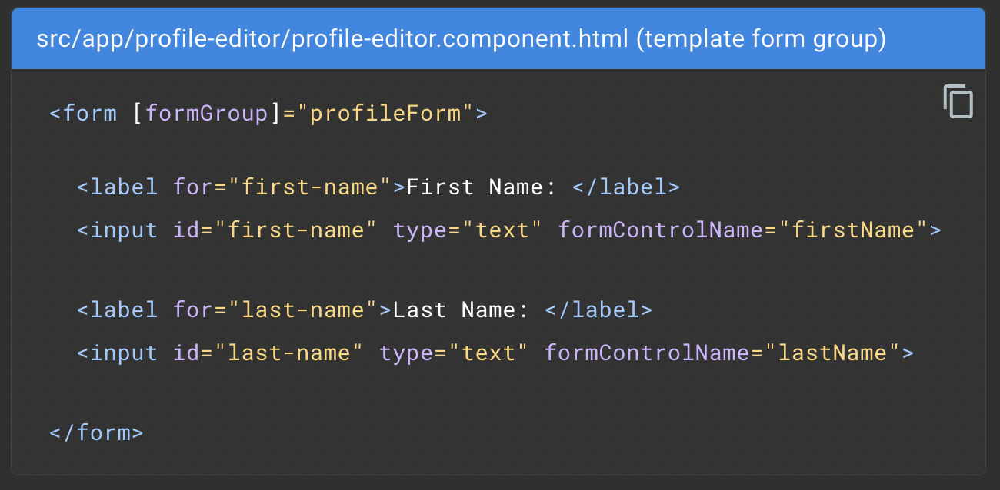 src/app/profile-editor/profile-editor.component.html (template form group)
<form [formGroup]="profileForm">
<label for="first-name">First Name: </label>
<input id="first-name" type="text" formControlName="firstName">
<label for="last-name">Last Name: </label>
<input id="last-name" type="text" formControlName="lastName">
</form>